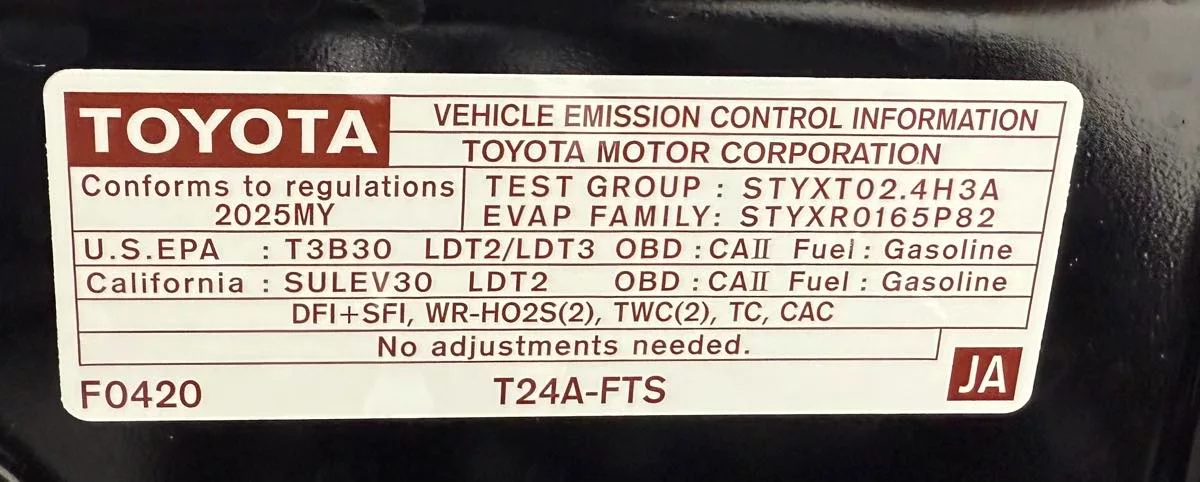 TOYOTA
VEHICLE EMISSION CONTROL INFORMATION
TOYOTA MOTOR CORPORATION
Conforms to regulations
2025MY
TEST GROUP : STYXT02.4H3A
EVAP FAMILY: STYXR0165P82
U.S.EPA : T3B30 LDT2/LDT3 OBD : CAⅡ Fuel : Gasoline
California : SULEV30 LDT2 OBD : CAⅡ Fuel : Gasoline
DFI+SFI, WR-HO2S(2), TWC(2), TC, CAC
No adjustments needed.
F0420
T24A-FTS
JA